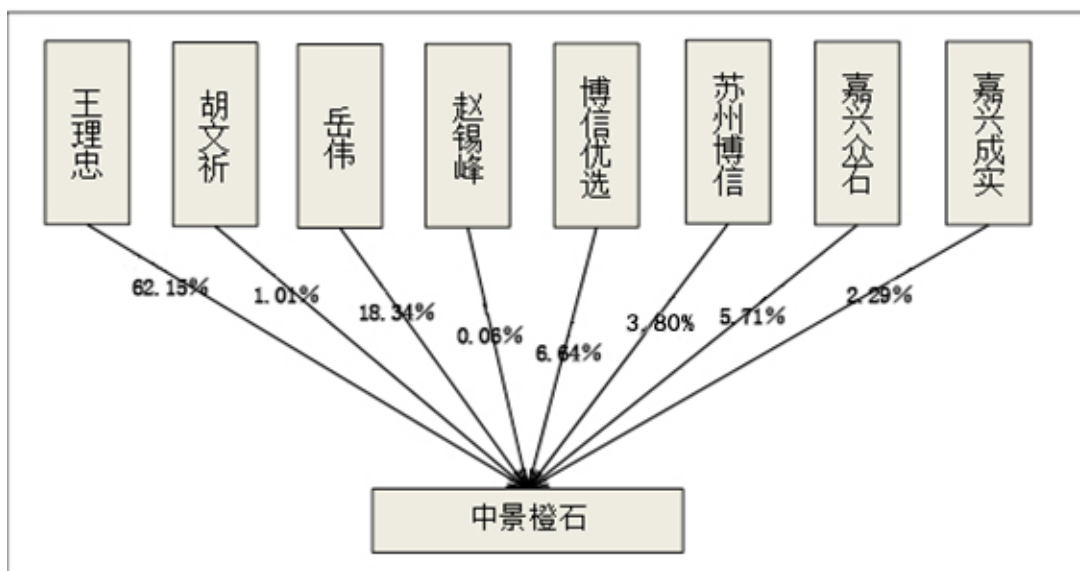 王理忠
胡文祈
岳伟
赵锡峰
博信优选
苏州博信
嘉兴众石
嘉兴成实
62.15%
1.01%
18.34%
0.06%
6.64%
3.80%
5.71%
2.29%
中景橙石